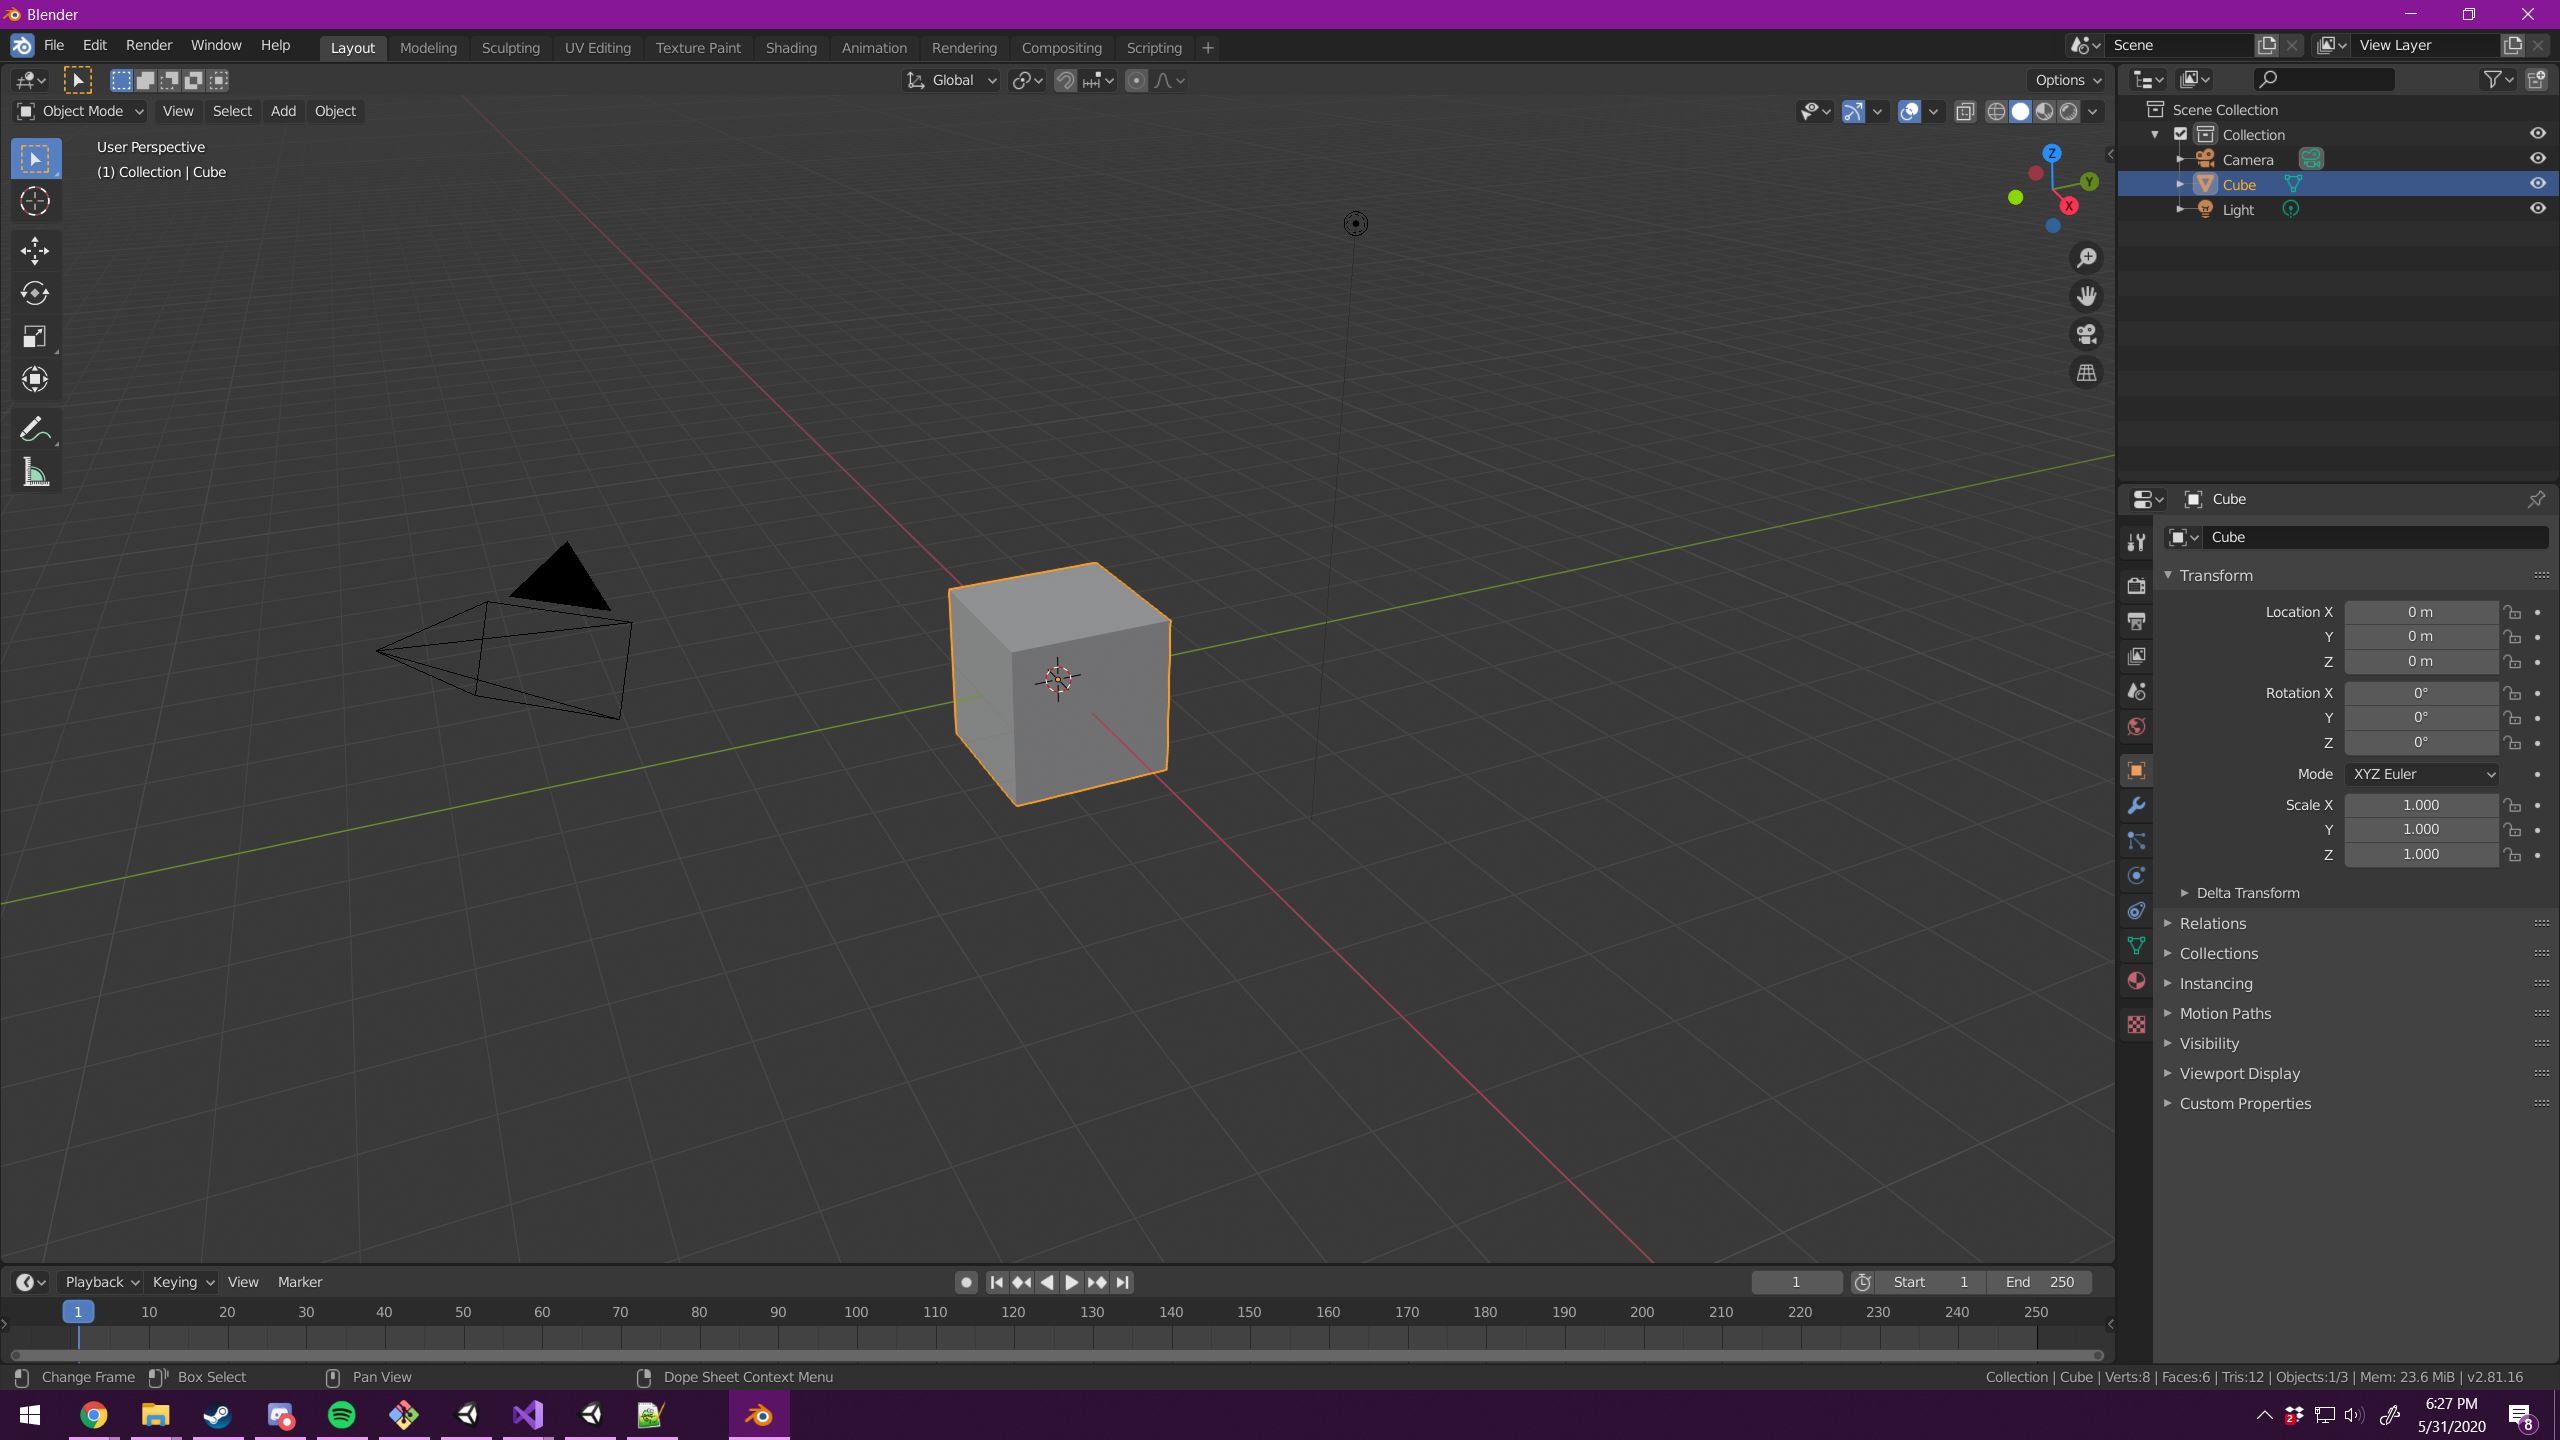 Blender
File Edit Render Window Help Layout Modeling Sculpting UV Editing Texture Paint Shading Animation Rendering Compositing Scripting + Scene View Layer
Global Options
Object Mode View Select Add Object
User Perspective
(1) Collection | Cube
Z
Y
X
Scene Collection
Collection
Camera
Cube
Light
Cube
Cube
Transform
Location X 0 m
Y 0 m
Z 0 m
Rotation X 0°
Y 0°
Z 0°
Mode XYZ Euler
Scale X 1.000
Y 1.000
Z 1.000
Delta Transform
Relations
Collections
Instancing
Motion Paths
Visibility
Viewport Display
Custom Properties
Playback Keying View Marker 1 Start 1 End 250
1 10 20 30 40 50 60 70 80 90 100 110 120 130 140 150 160 170 180 190 200 210 220 230 240 250
Change Frame Box Select Pan View Dope Sheet Context Menu Collection | Cube | Verts:8 | Faces:6 | Tris:12 | Objects:1/3 | Mem: 23.6 MiB | v2.81.16
2
6:27 PM
5/31/2020
8